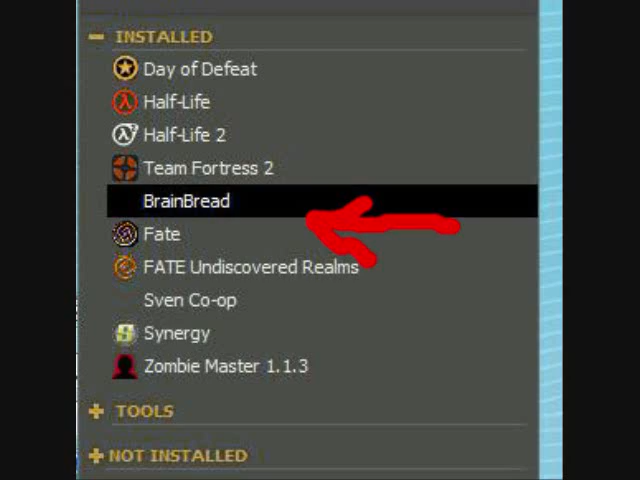 INSTALLED
Day of Defeat
Half-Life
Half-Life 2
Team Fortress 2
BrainBread
Fate
FATE Undiscovered Realms
Sven Co-op
Synergy
Zombie Master 1.1.3
TOOLS
NOT INSTALLED